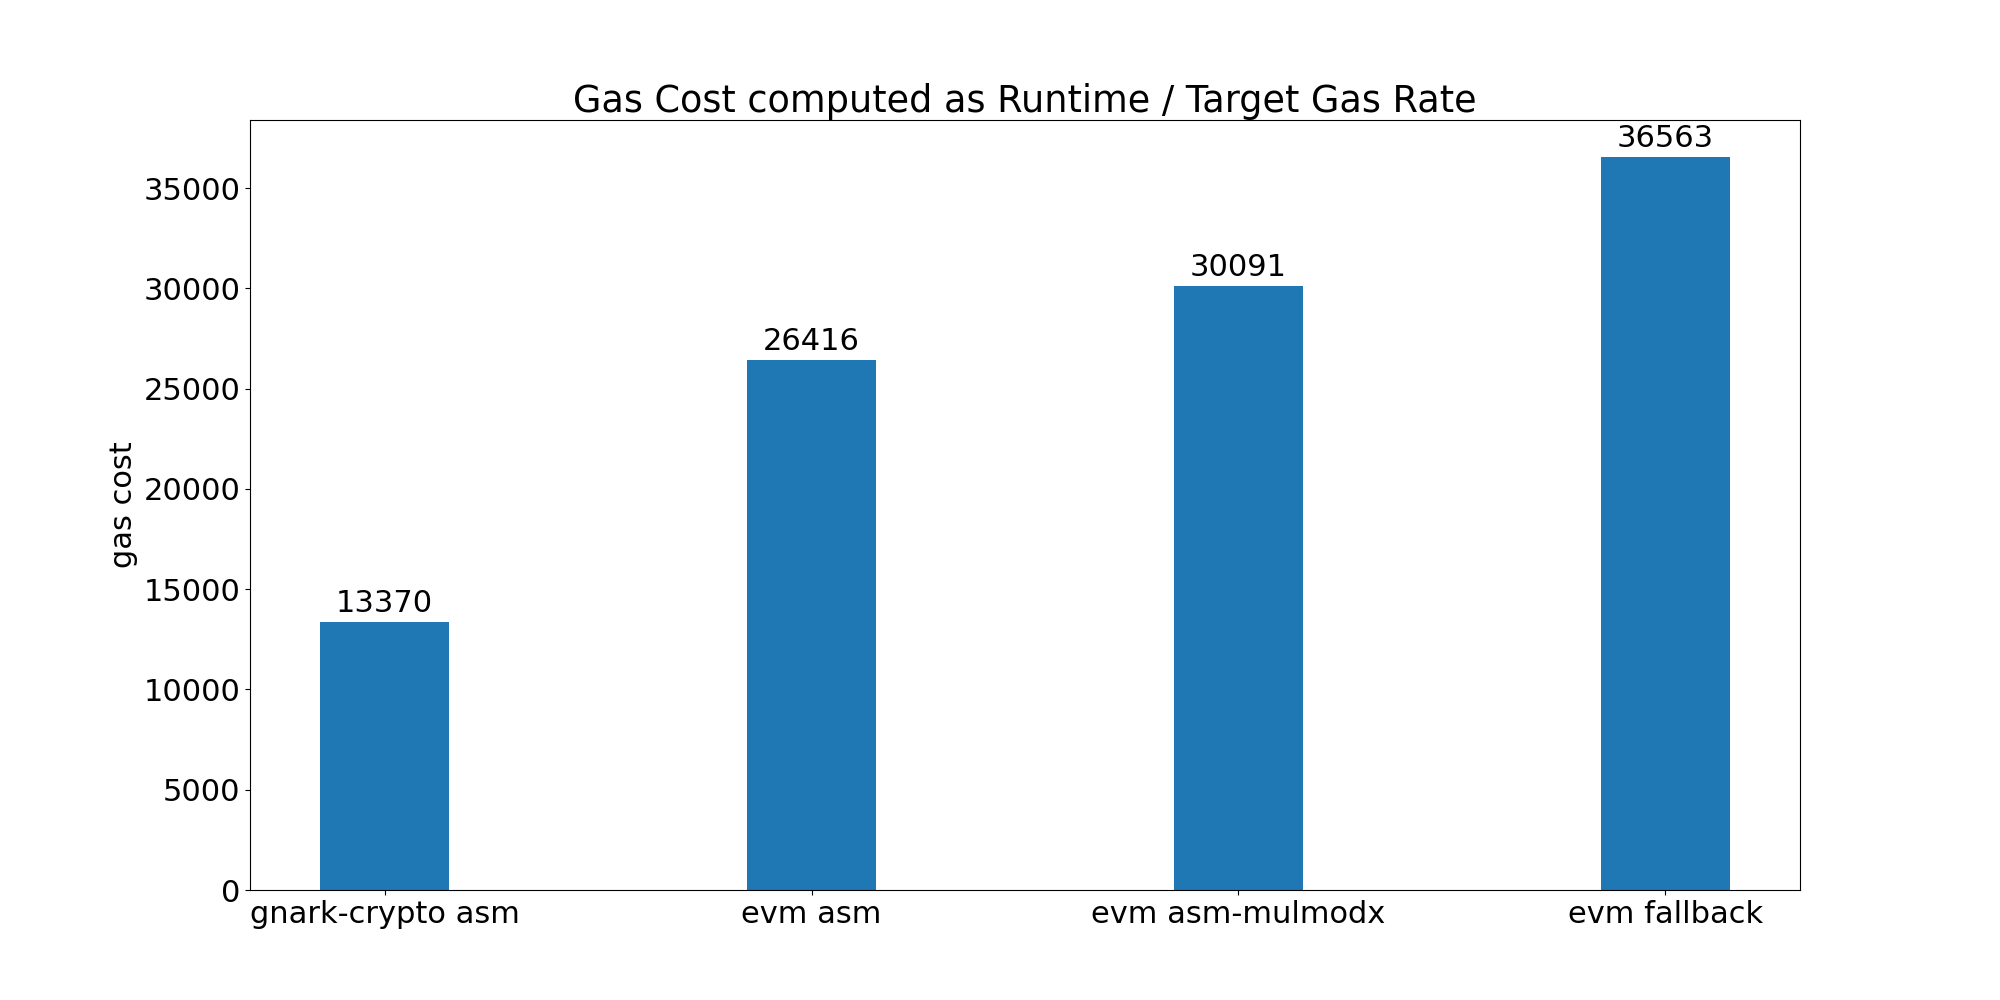 Gas Cost computed as Runtime / Target Gas Rate
gas cost
35000
30000
25000
20000
15000
10000
5000
0
13370
26416
30091
36563
gnark-crypto asm
evm asm
evm asm-mulmodx
evm fallback